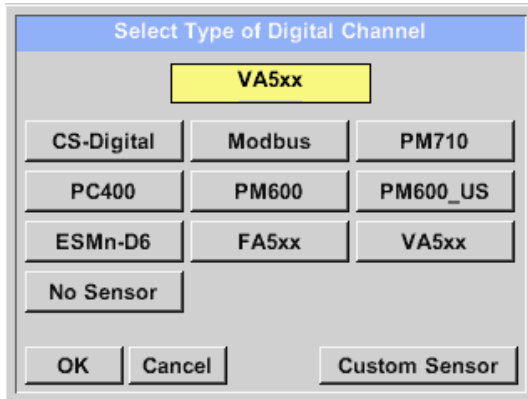 Select Type of Digital Channel
VA5xx
CS-Digital Modbus PM710
PC400 PM600 PM600_US
ESMn-D6 FA5xx VA5xx
No Sensor
OK Cancel Custom Sensor